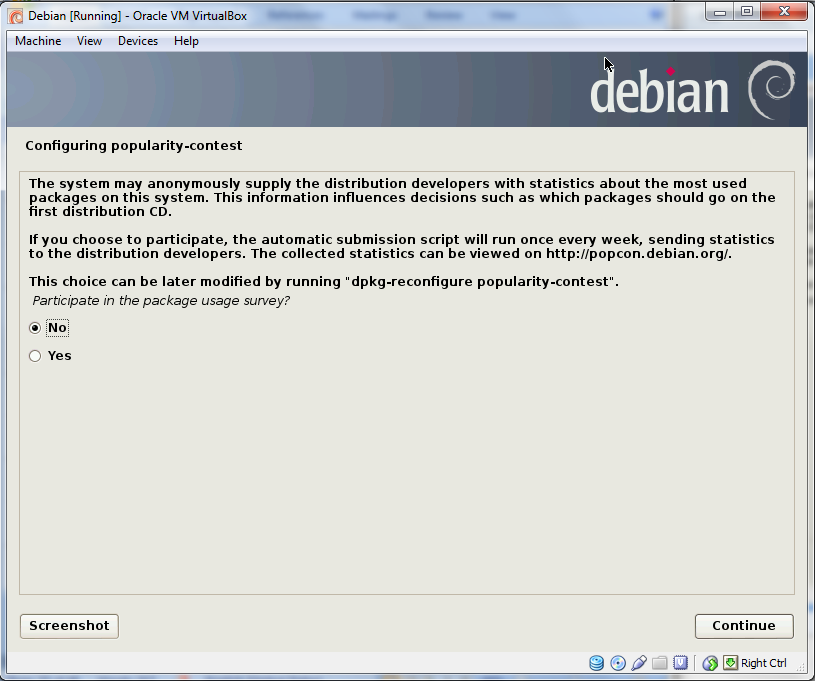 Debian [Running] - Oracle VM VirtualBox
Machine View Devices Help
debian
Configuring popularity-contest
The system may anonymously supply the distribution developers with statistics about the most used
packages on this system. This information influences decisions such as which packages should go on the
first distribution CD.
If you choose to participate, the automatic submission script will run once every week, sending statistics
to the distribution developers. The collected statistics can be viewed on http://popcon.debian.org/.
This choice can be later modified by running "dpkg-reconfigure popularity-contest".
Participate in the package usage survey?
No
Yes
Screenshot
Continue
Right Ctrl